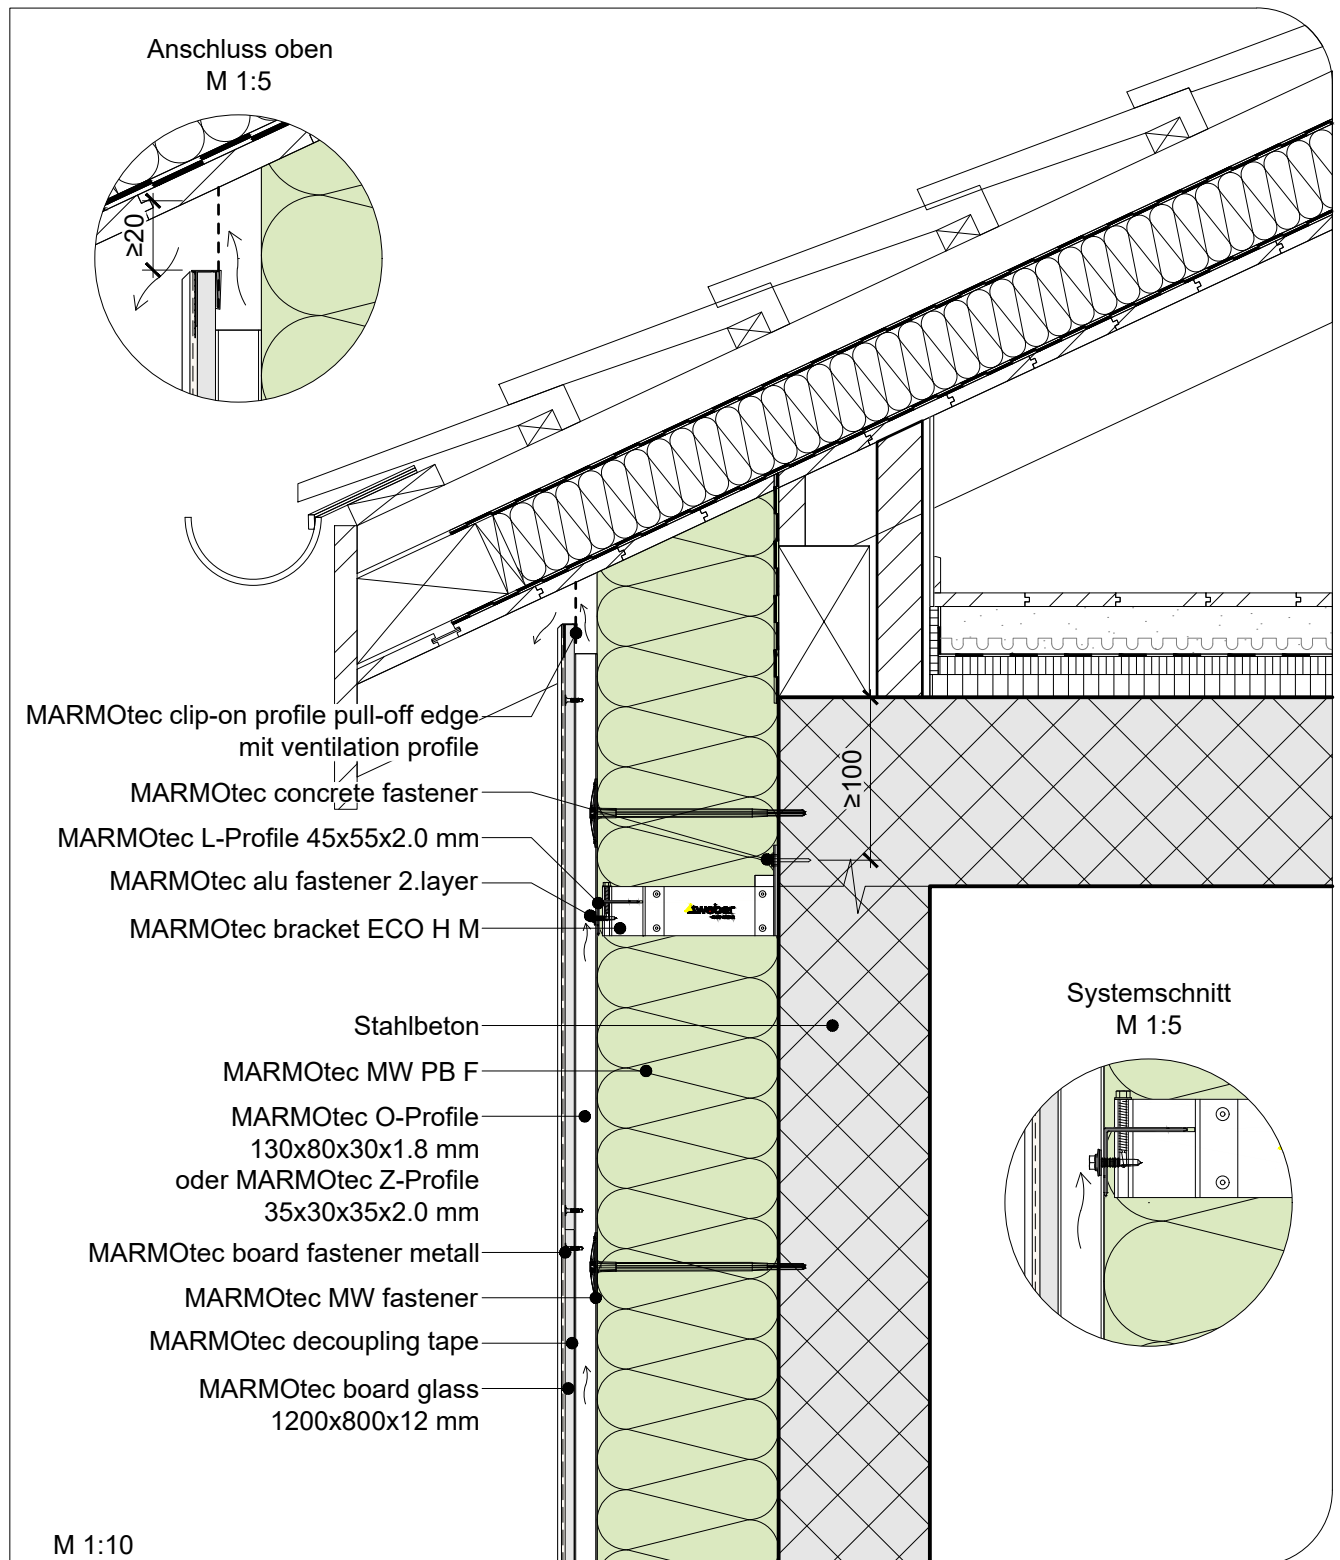 Anschluss oben
M 1:5
≥20
MARMOtec clip-on profile pull-off edge
mit ventilation profile
MARMOtec concrete fastener
≥100
MARMOtec L-Profile 45x55x2.0 mm
MARMOtec alu fastener 2.layer
weber
MARMOtec bracket ECO H M
Systemschnitt
M 1:5
Stahlbeton
MARMOtec MW PB F
MARMOtec O-Profile
130x80x30x1.8 mm
oder MARMOtec Z-Profile
35x30x35x2.0 mm
MARMOtec board fastener metall
MARMOtec MW fastener
MARMOtec decoupling tape
MARMOtec board glass
1200x800x12 mm
M 1:10